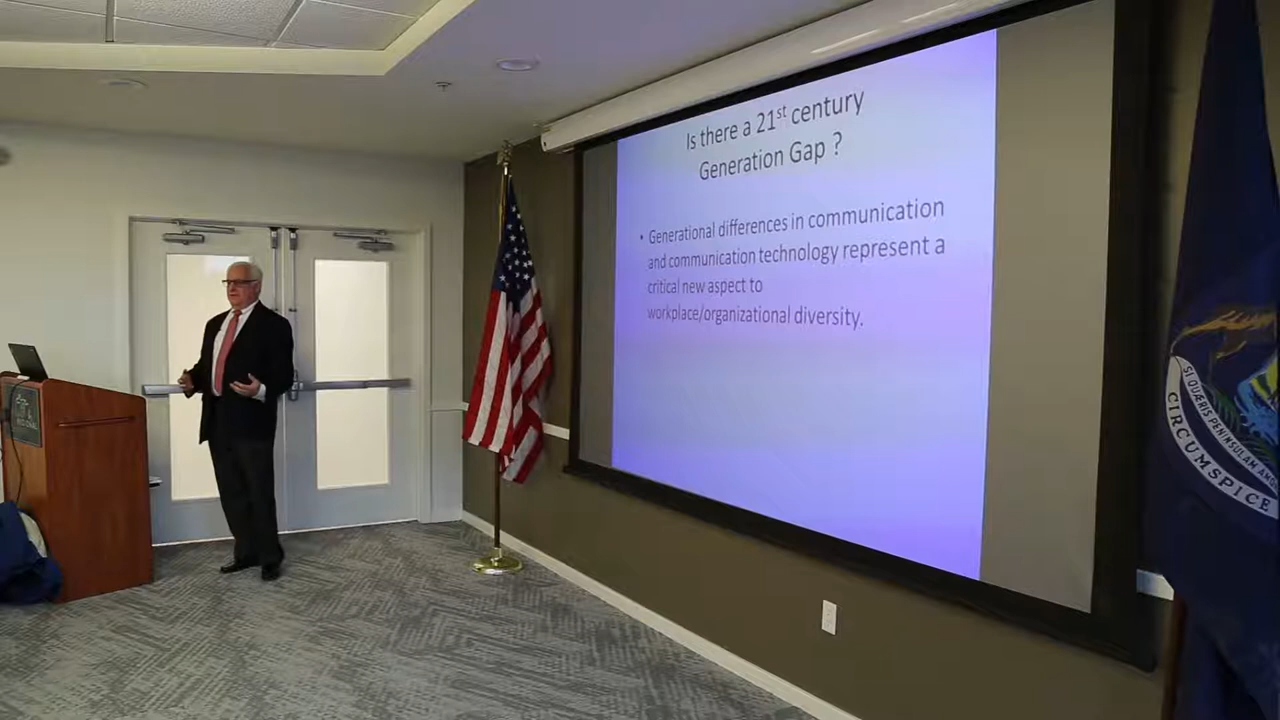 Is there a 21st century
Generation Gap ?
• Generational differences in communication
and communication technology represent a
critical new aspect to
workplace/organizational diversity.
SI QUÆRIS PENINSULAM
CIRCUMSPICE